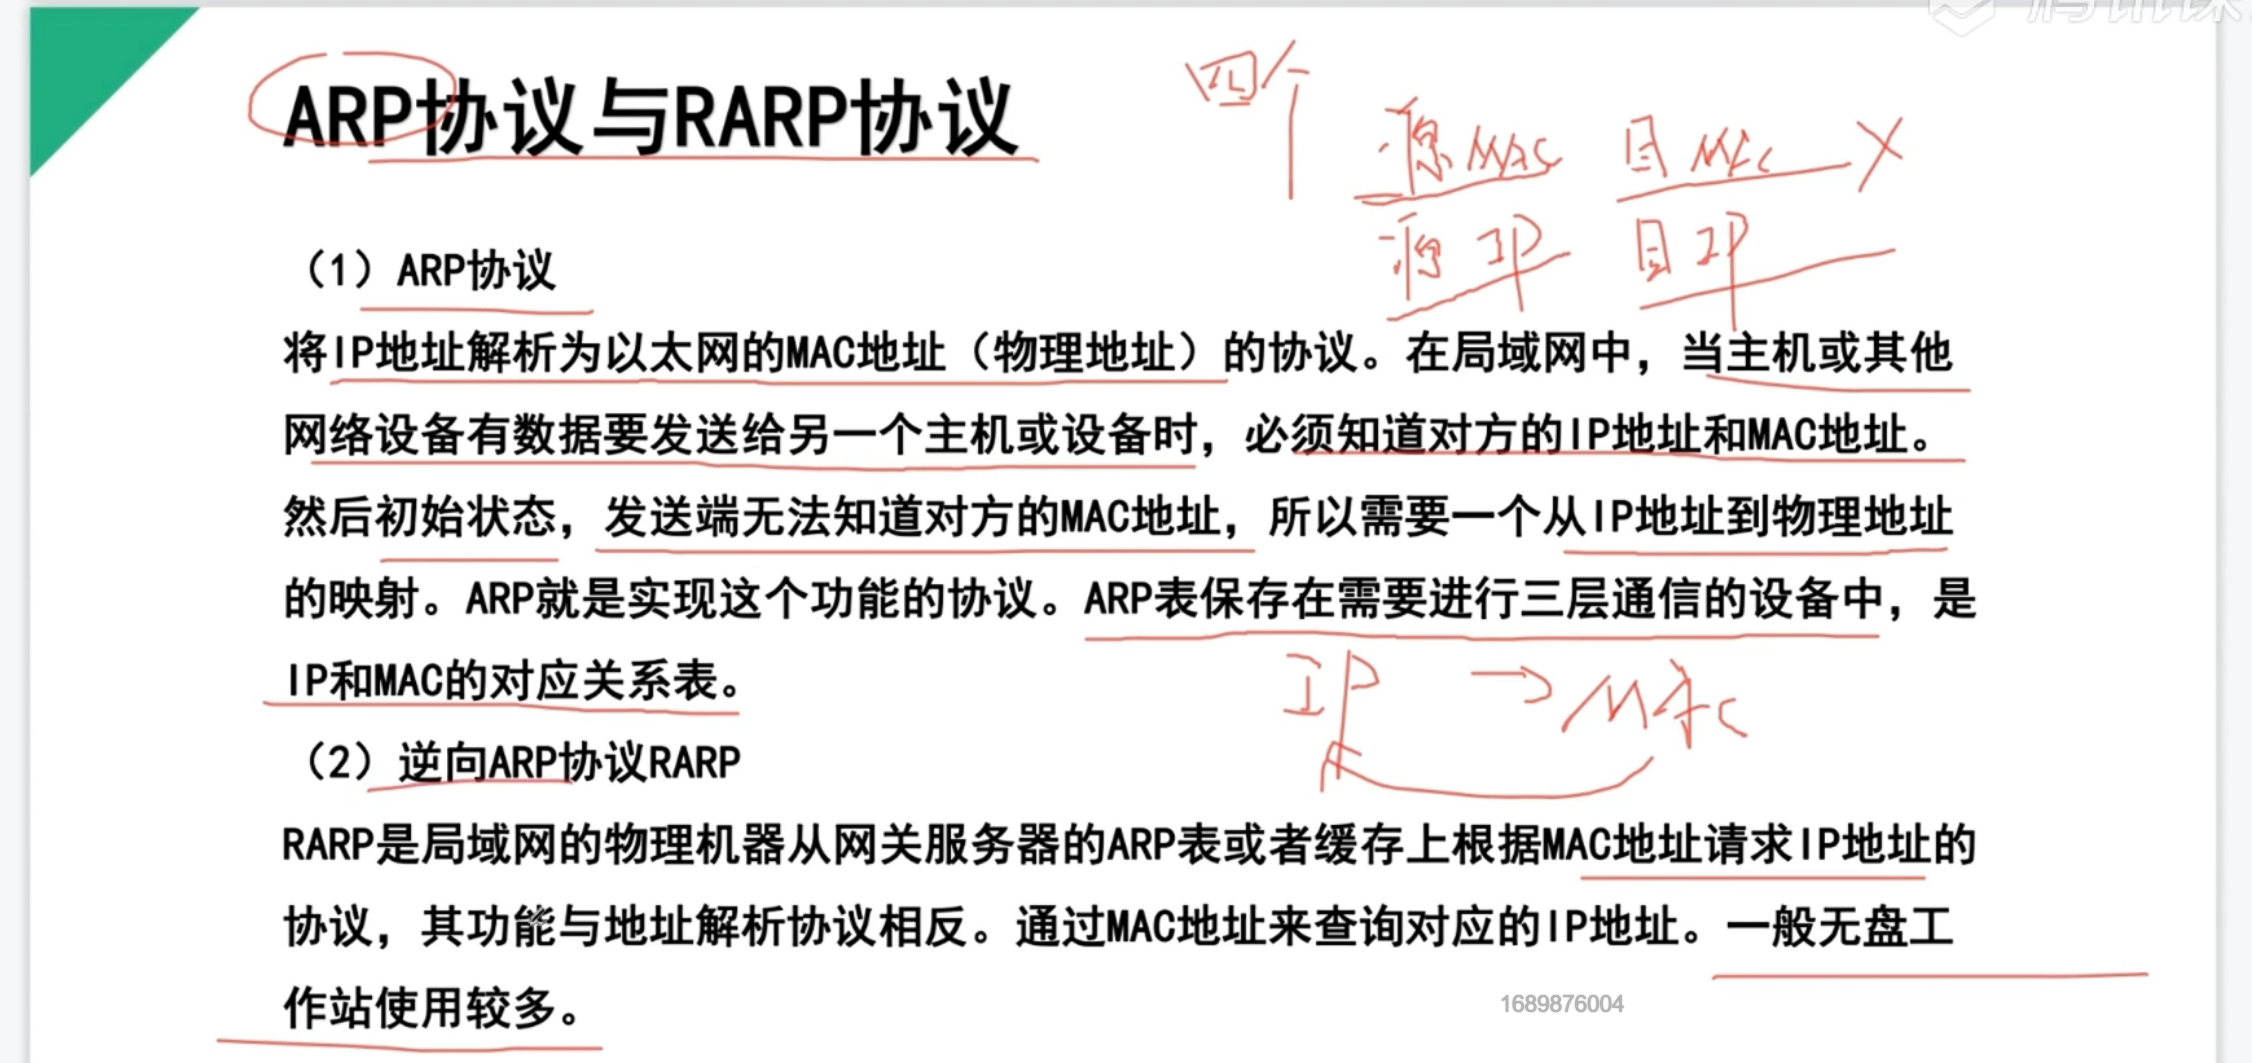 腾讯课
ARP协议与RARP协议
四个
源MAC 目MAC X
源IP 目IP
（1）ARP协议
将IP地址解析为以太网的MAC地址（物理地址）的协议。在局域网中，当主机或其他
网络设备有数据要发送给另一个主机或设备时，必须知道对方的IP地址和MAC地址。
然后初始状态，发送端无法知道对方的MAC地址，所以需要一个从IP地址到物理地址
的映射。ARP就是实现这个功能的协议。ARP表保存在需要进行三层通信的设备中，是
IP和MAC的对应关系表。
IP → MAC
（2）逆向ARP协议RARP
RARP是局域网的物理机器从网关服务器的ARP表或者缓存上根据MAC地址请求IP地址的
协议，其功能与地址解析协议相反。通过MAC地址来查询对应的IP地址。一般无盘工
作站使用较多。
1689876004